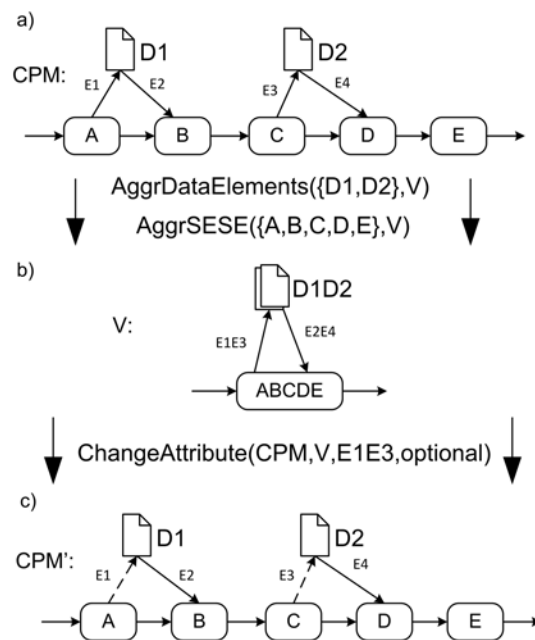 a)
D1
D2
CPM:
E1
E2
E3
E4
A
B
C
D
E
AggrDataElements({D1,D2},V)
AggrSESE({A,B,C,D,E},V)
b)
D1D2
V:
E1E3
E2E4
ABCDE
ChangeAttribute(CPM,V,E1E3,optional)
c)
D1
D2
CPM':
E1
E2
E3
E4
A
B
C
D
E